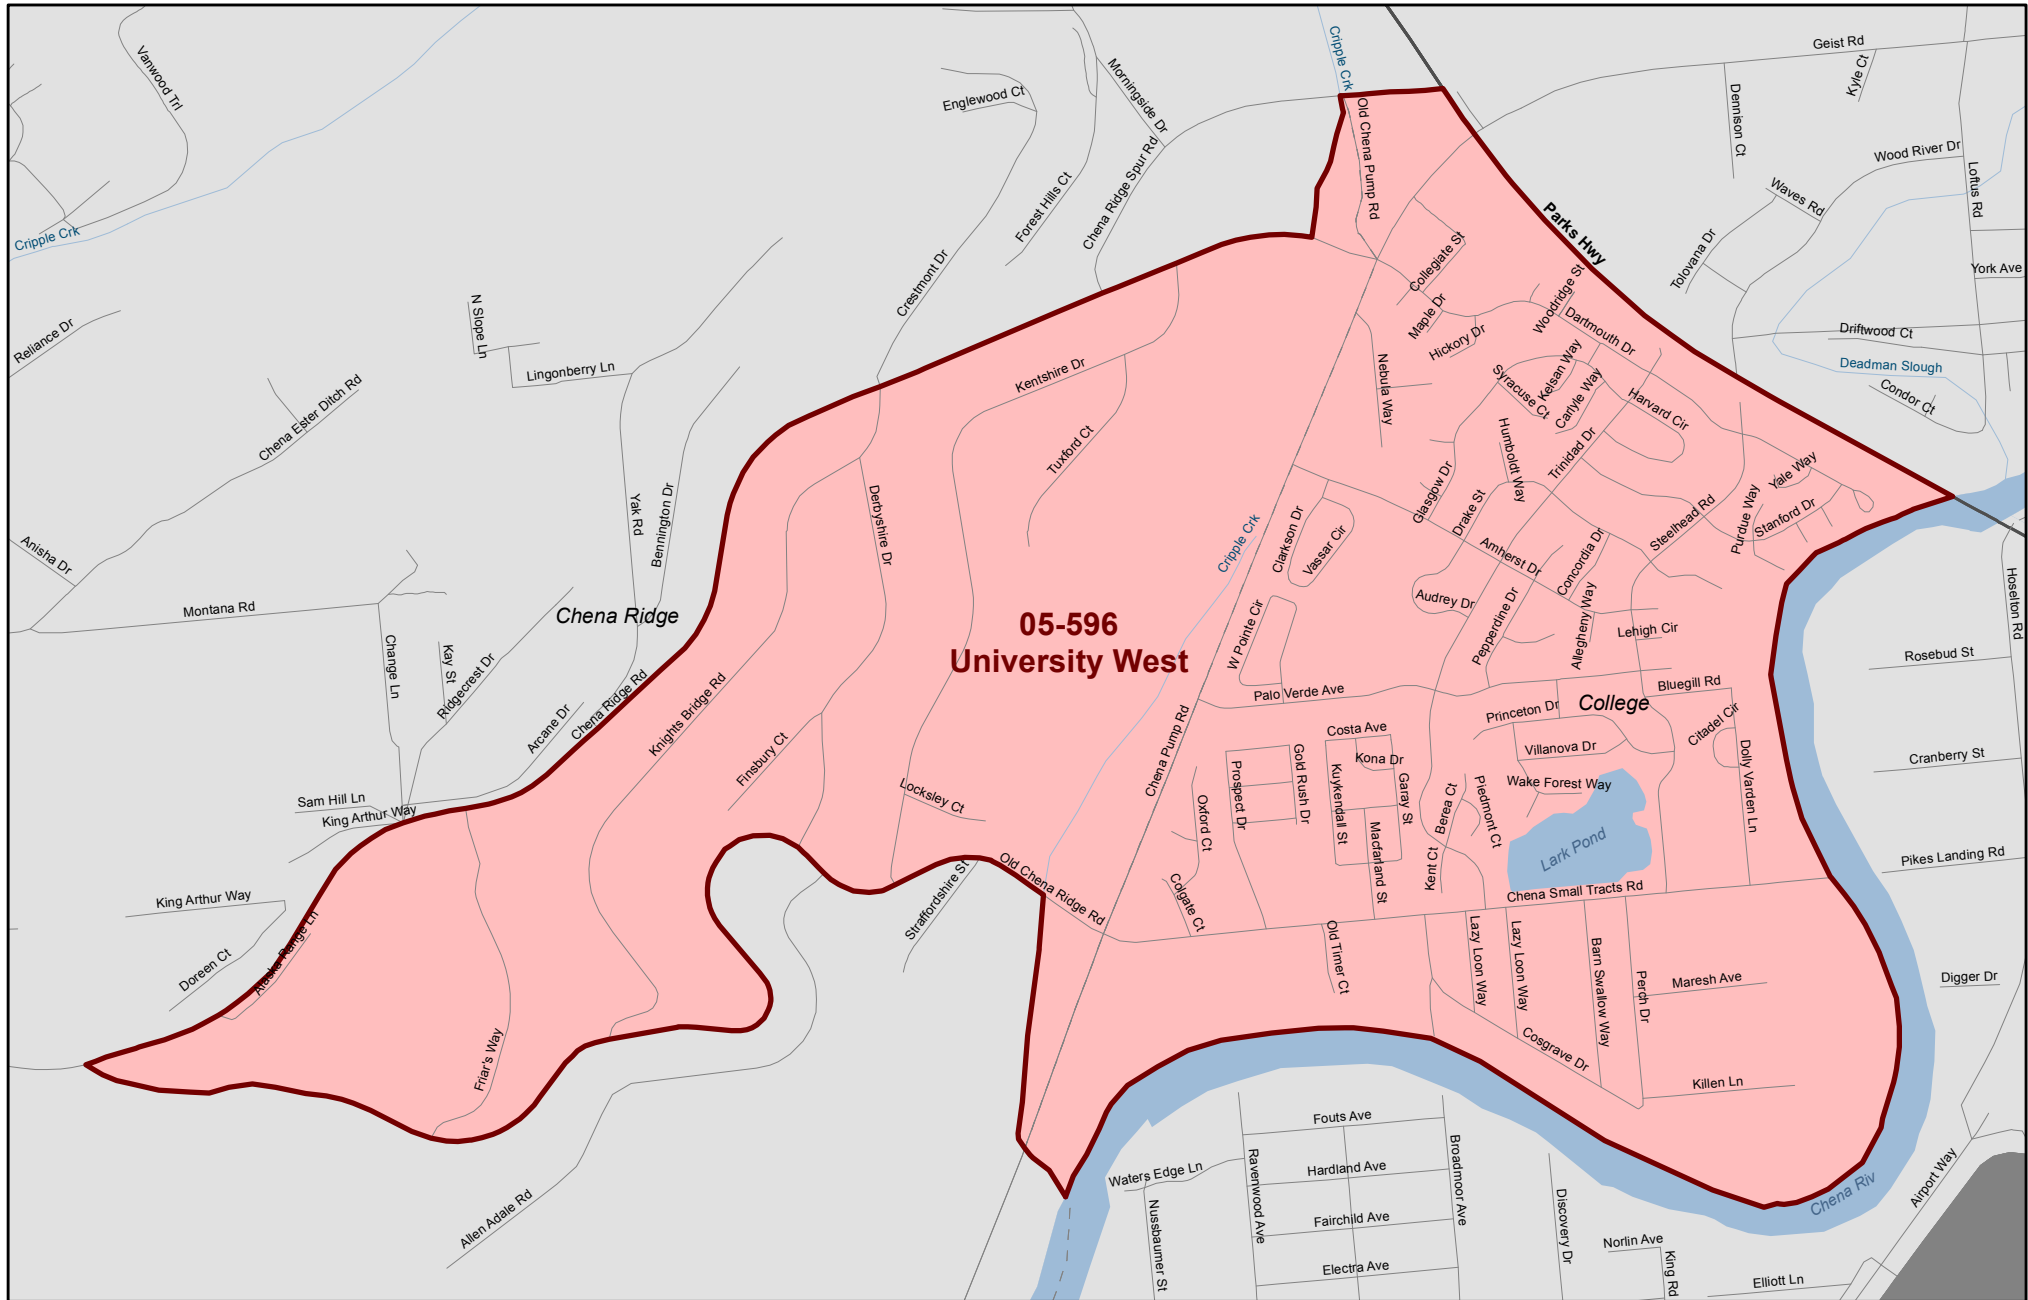 Geist Rd
Kyle Ct
Cripple Crk
Vanwood Trl
Morningside Dr
Englewood Ct
Old Chena Pump Rd
Dennison Ct
Wood River Dr
Loftus Rd
Waves Rd
Chena Ridge Spur Rd
Forest Hills Ct
Parks Hwy
Tolovana Dr
York Ave
Cripple Crk
Crestmont Dr
Collegiate St
Woodridge St
Maple Dr
Hickory Dr
Dartmouth Dr
N Slope Ln
Reliance Dr
Driftwood Ct
Deadman Slough
Condor Ct
Lingonberry Ln
Kentshire Dr
Nebula Way
Syracuse Ct
Kelsan Way
Carlyle Way
Harvard Cir
Chena Ester Ditch Rd
Tuxford Ct
Humboldt Way
Trinidad Dr
Yale Way
Glasgow Dr
Drake St
Purdue Way
Stanford Dr
Steelhead Rd
Yak Rd
Bennington Dr
Derbyshire Dr
Clarkson Dr
Vassar Cir
Cripple Crk
Amherst Dr
Concordia Dr
Anisha Dr
Montana Rd
Chena Ridge
05-596
University West
W Pointe Cir
Audrey Dr
Pepperdine Dr
Allegheny Way
Lehigh Cir
Hoselton Rd
Rosebud St
Change Ln
Kay St
Ridgecrest Dr
Arcane Dr
Chena Ridge Rd
Knights Bridge Rd
Finsbury Ct
Palo Verde Ave
Chena Pump Rd
Bluegill Rd
College
Princeton Dr
Citadel Cir
Villanova Dr
Dolly Varden Ln
Cranberry St
Costa Ave
Kona Dr
Gold Rush Dr
Prospect Dr
Kuykendall St
Garay St
Macfarland St
Oxford Ct
Locksley Ct
Wake Forest Way
Piedmont Ct
Berea Ct
Kent Ct
Lark Pond
Sam Hill Ln
King Arthur Way
Pikes Landing Rd
Old Chena Ridge Rd
Straffordshire St
Colgate Ct
Chena Small Tracts Rd
King Arthur Way
Alaska Range Ln
Doreen Ct
Old Timer Ct
Lazy Loon Way
Lazy Loon Way
Barn Swallow Way
Perch Dr
Maresh Ave
Digger Dr
Friar's Way
Cosgrave Dr
Killen Ln
Fouts Ave
Hardland Ave
Ravenwood Ave
Broadmoor Ave
Waters Edge Ln
Nussbaumer St
Fairchild Ave
Electra Ave
Discovery Dr
Norlin Ave
King Rd
Elliott Ln
Chena Riv
Airport Way
Allen Adale Rd